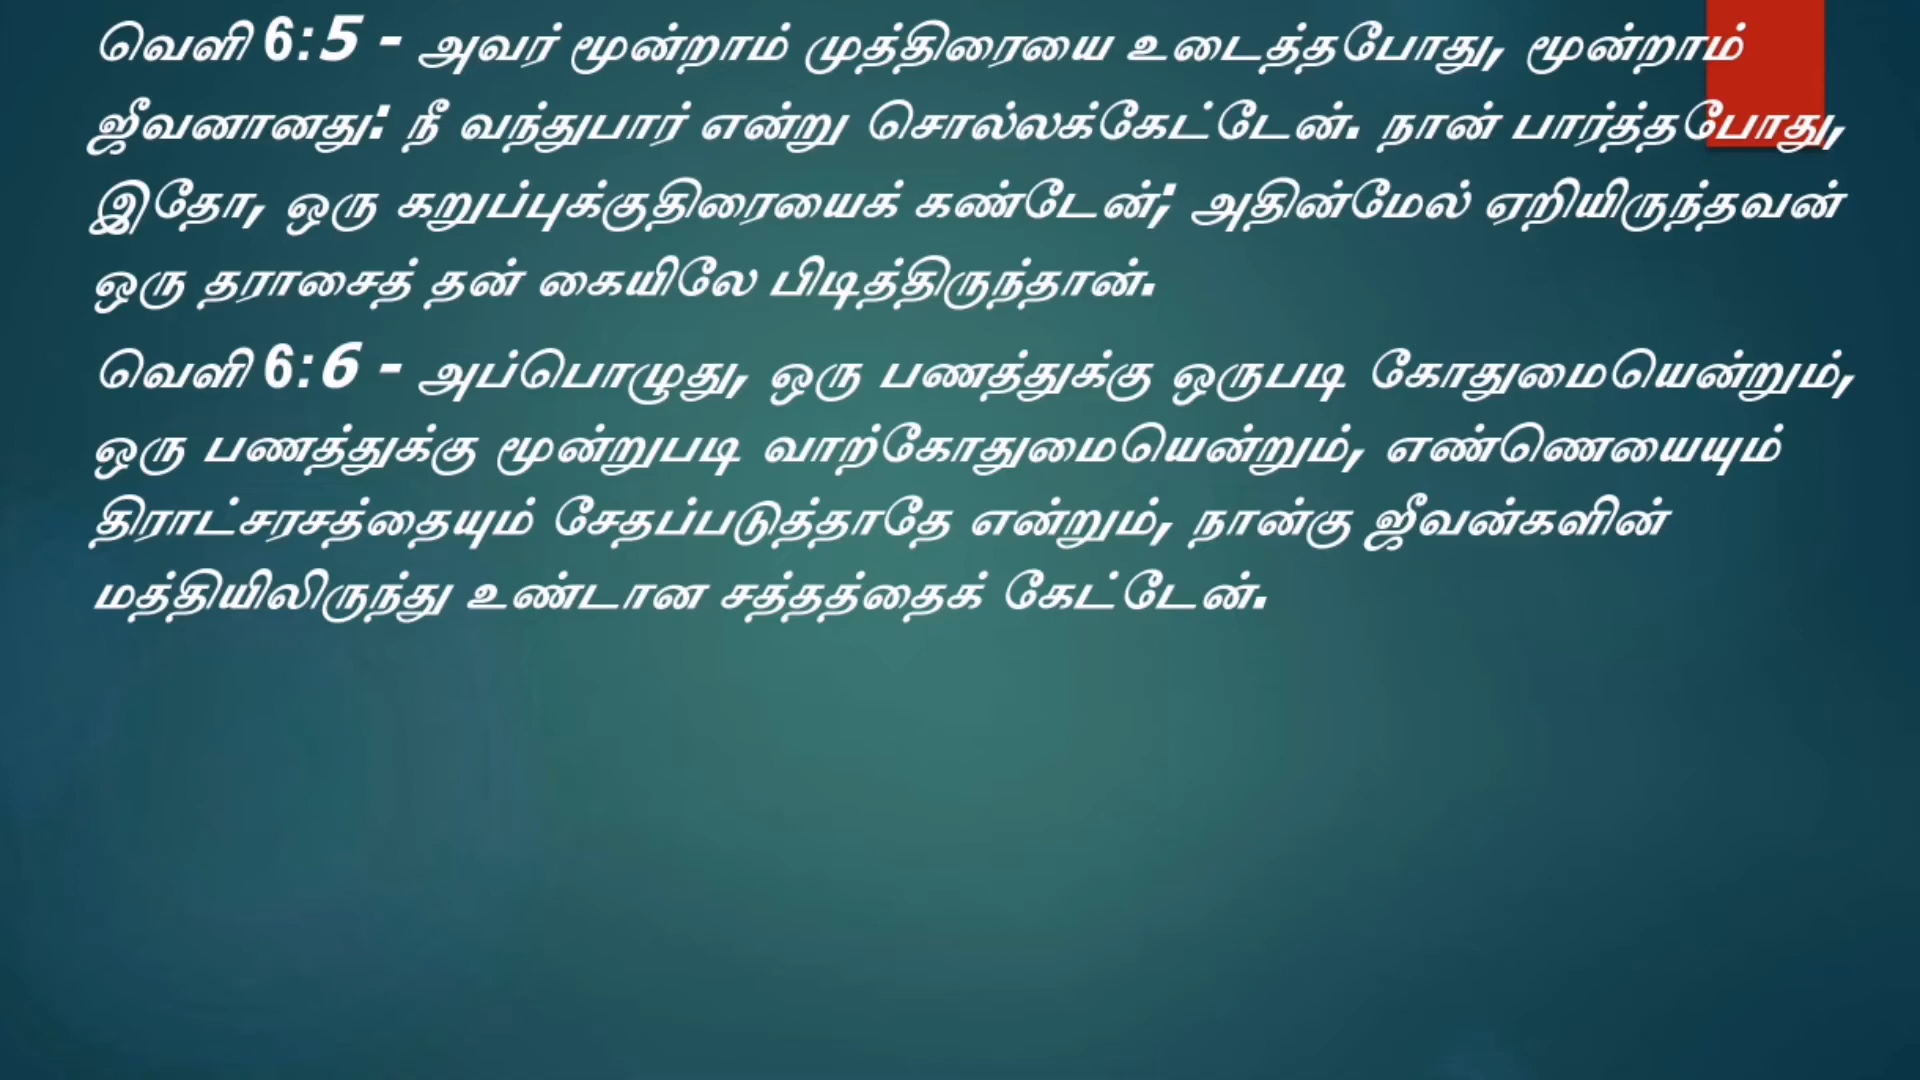 வெளி 6:5 - அவர் மூன்றாம் முத்திரையை உடைத்தபோது, மூன்றாம்
ஜீவனானது: நீ வந்துபார் என்று சொல்லக்கேட்டேன். நான் பார்த்தபோது,
இதோ, ஒரு கறுப்புக்குதிரையைக் கண்டேன்; அதின்மேல் ஏறியிருந்தவன்
ஒரு தராசைத் தன் கையிலே பிடித்திருந்தான்.
வெளி 6:6 - அப்பொழுது, ஒரு பணத்துக்கு ஒருபடி கோதுமையென்றும்,
ஒரு பணத்துக்கு மூன்றுபடி வாற்கோதுமையென்றும், எண்ணெயையும்
திராட்சரசத்தையும் சேதப்படுத்தாதே என்றும், நான்கு ஜீவன்களின்
மத்தியிலிருந்து உண்டான சத்தத்தைக் கேட்டேன்.